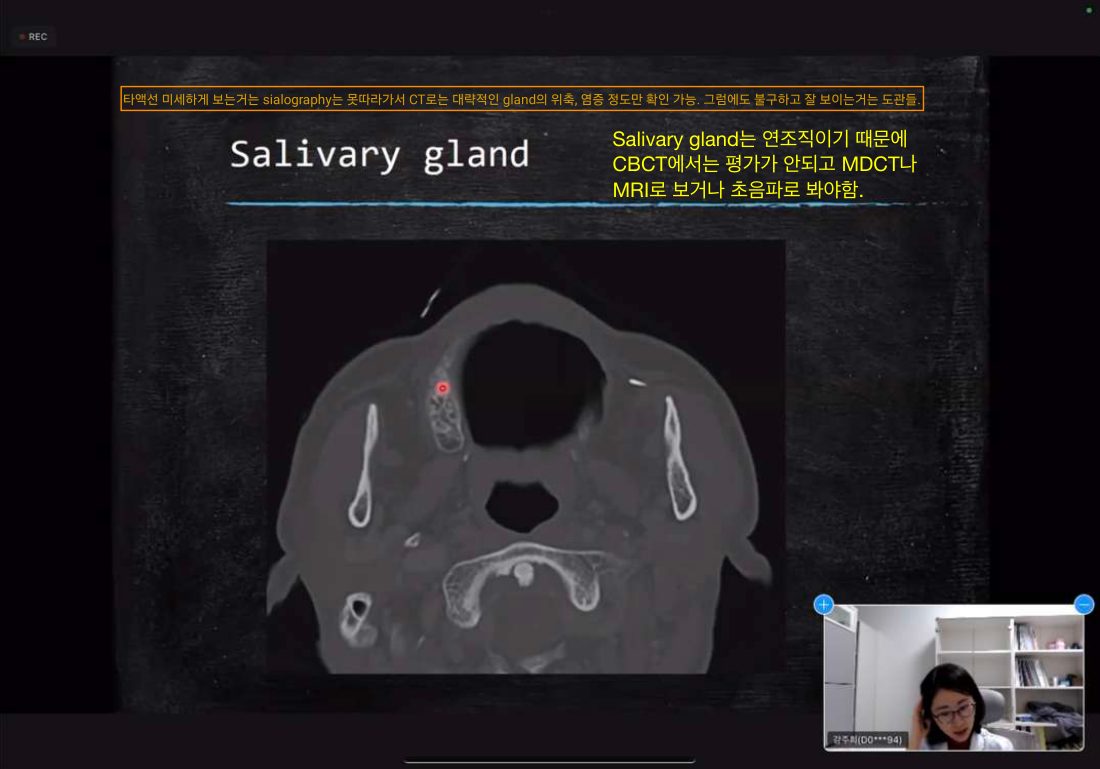 REC
타액선 미세하게 보는거는 sialography는 못따라가서 CT로는 대략적인 gland의 위축, 염증 정도만 확인 가능. 그럼에도 불구하고 잘 보이는거는 도관들.
Salivary gland
Salivary gland는 연조직이기 때문에
CBCT에서는 평가가 안되고 MDCT나
MRI로 보거나 초음파로 봐야함.
강주희(D0***94)